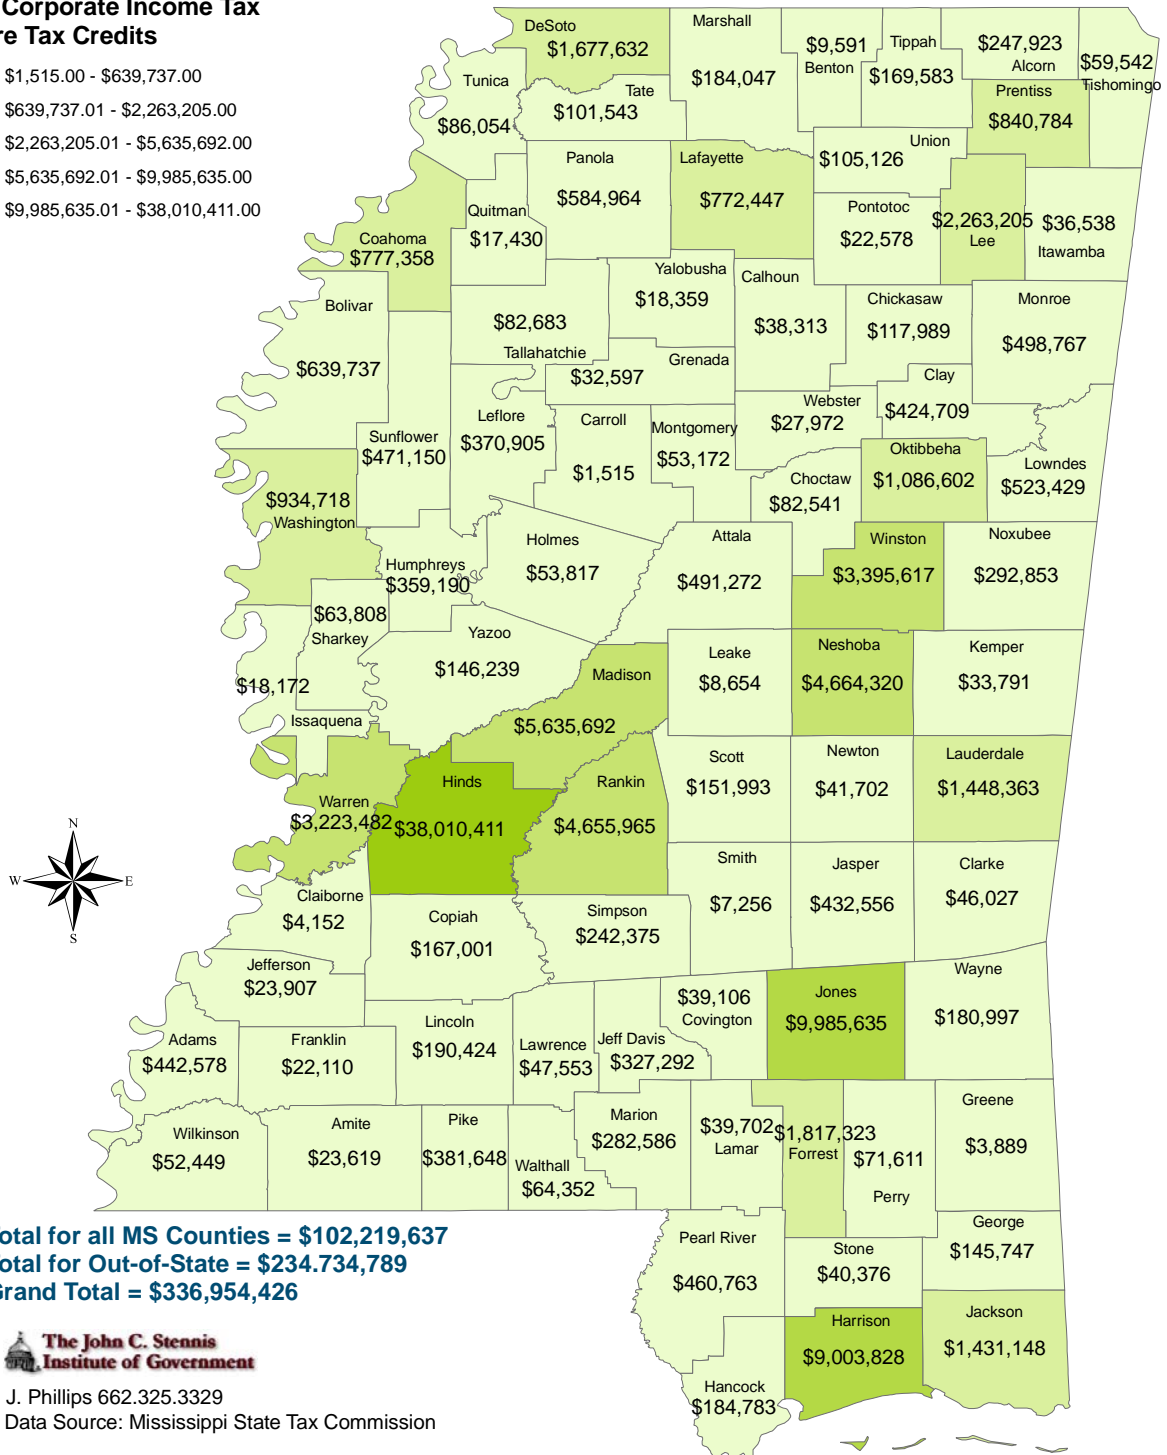 Corporate Income Tax
re Tax Credits
$1,515.00 - $639,737.00
$639,737.01 - $2,263,205.00
$2,263,205.01 - $5,635,692.00
$5,635,692.01 - $9,985,635.00
$9,985,635.01 - $38,010,411.00
DeSoto
$1,677,632
Marshall
$184,047
$9,591
Benton
Tippah
$169,583
$247,923
Alcorn
$59,542
Tishomingo
Tunica
$86,054
Tate
$101,543
Prentiss
$840,784
Panola
$584,964
Lafayette
$772,447
Union
$105,126
Quitman
$17,430
Pontotoc
$22,578
$2,263,205
Lee
$36,538
Itawamba
Coahoma
$777,358
Yalobusha
$18,359
Calhoun
$38,313
Bolivar
$639,737
$82,683
Tallahatchie
Chickasaw
$117,989
Monroe
$498,767
Grenada
$32,597
Clay
$424,709
Webster
$27,972
Leflore
$370,905
Carroll
$1,515
Montgomery
$53,172
Sunflower
$471,150
Oktibbeha
$1,086,602
Lowndes
$523,429
Choctaw
$82,541
$934,718
Washington
Holmes
$53,817
Attala
$491,272
Winston
$3,395,617
Noxubee
$292,853
Humphreys
$359,190
$63,808
Sharkey
Yazoo
$146,239
Leake
$8,654
Neshoba
$4,664,320
Kemper
$33,791
$18,172
Issaquena
Madison
$5,635,692
Scott
$151,993
Newton
$41,702
Lauderdale
$1,448,363
Hinds
$38,010,411
Rankin
$4,655,965
Warren
$3,223,482
N
W
E
S
Smith
$7,256
Jasper
$432,556
Clarke
$46,027
Claiborne
$4,152
Copiah
$167,001
Simpson
$242,375
Jefferson
$23,907
Wayne
$180,997
$39,106
Covington
Jones
$9,985,635
Adams
$442,578
Franklin
$22,110
Lincoln
$190,424
Lawrence
$47,553
Jeff Davis
$327,292
Greene
$3,889
Wilkinson
$52,449
Amite
$23,619
Pike
$381,648
Walthall
$64,352
Marion
$282,586
$39,702
Lamar
$1,817,323
Forrest
$71,611
Perry
Total for all MS Counties = $102,219,637
Total for Out-of-State = $234.734,789
Grand Total = $336,954,426
Pearl River
$460,763
Stone
$40,376
George
$145,747
Harrison
$9,003,828
Jackson
$1,431,148
Hancock
$184,783
The John C. Stennis
Institute of Government
J. Phillips 662.325.3329
Data Source: Mississippi State Tax Commission